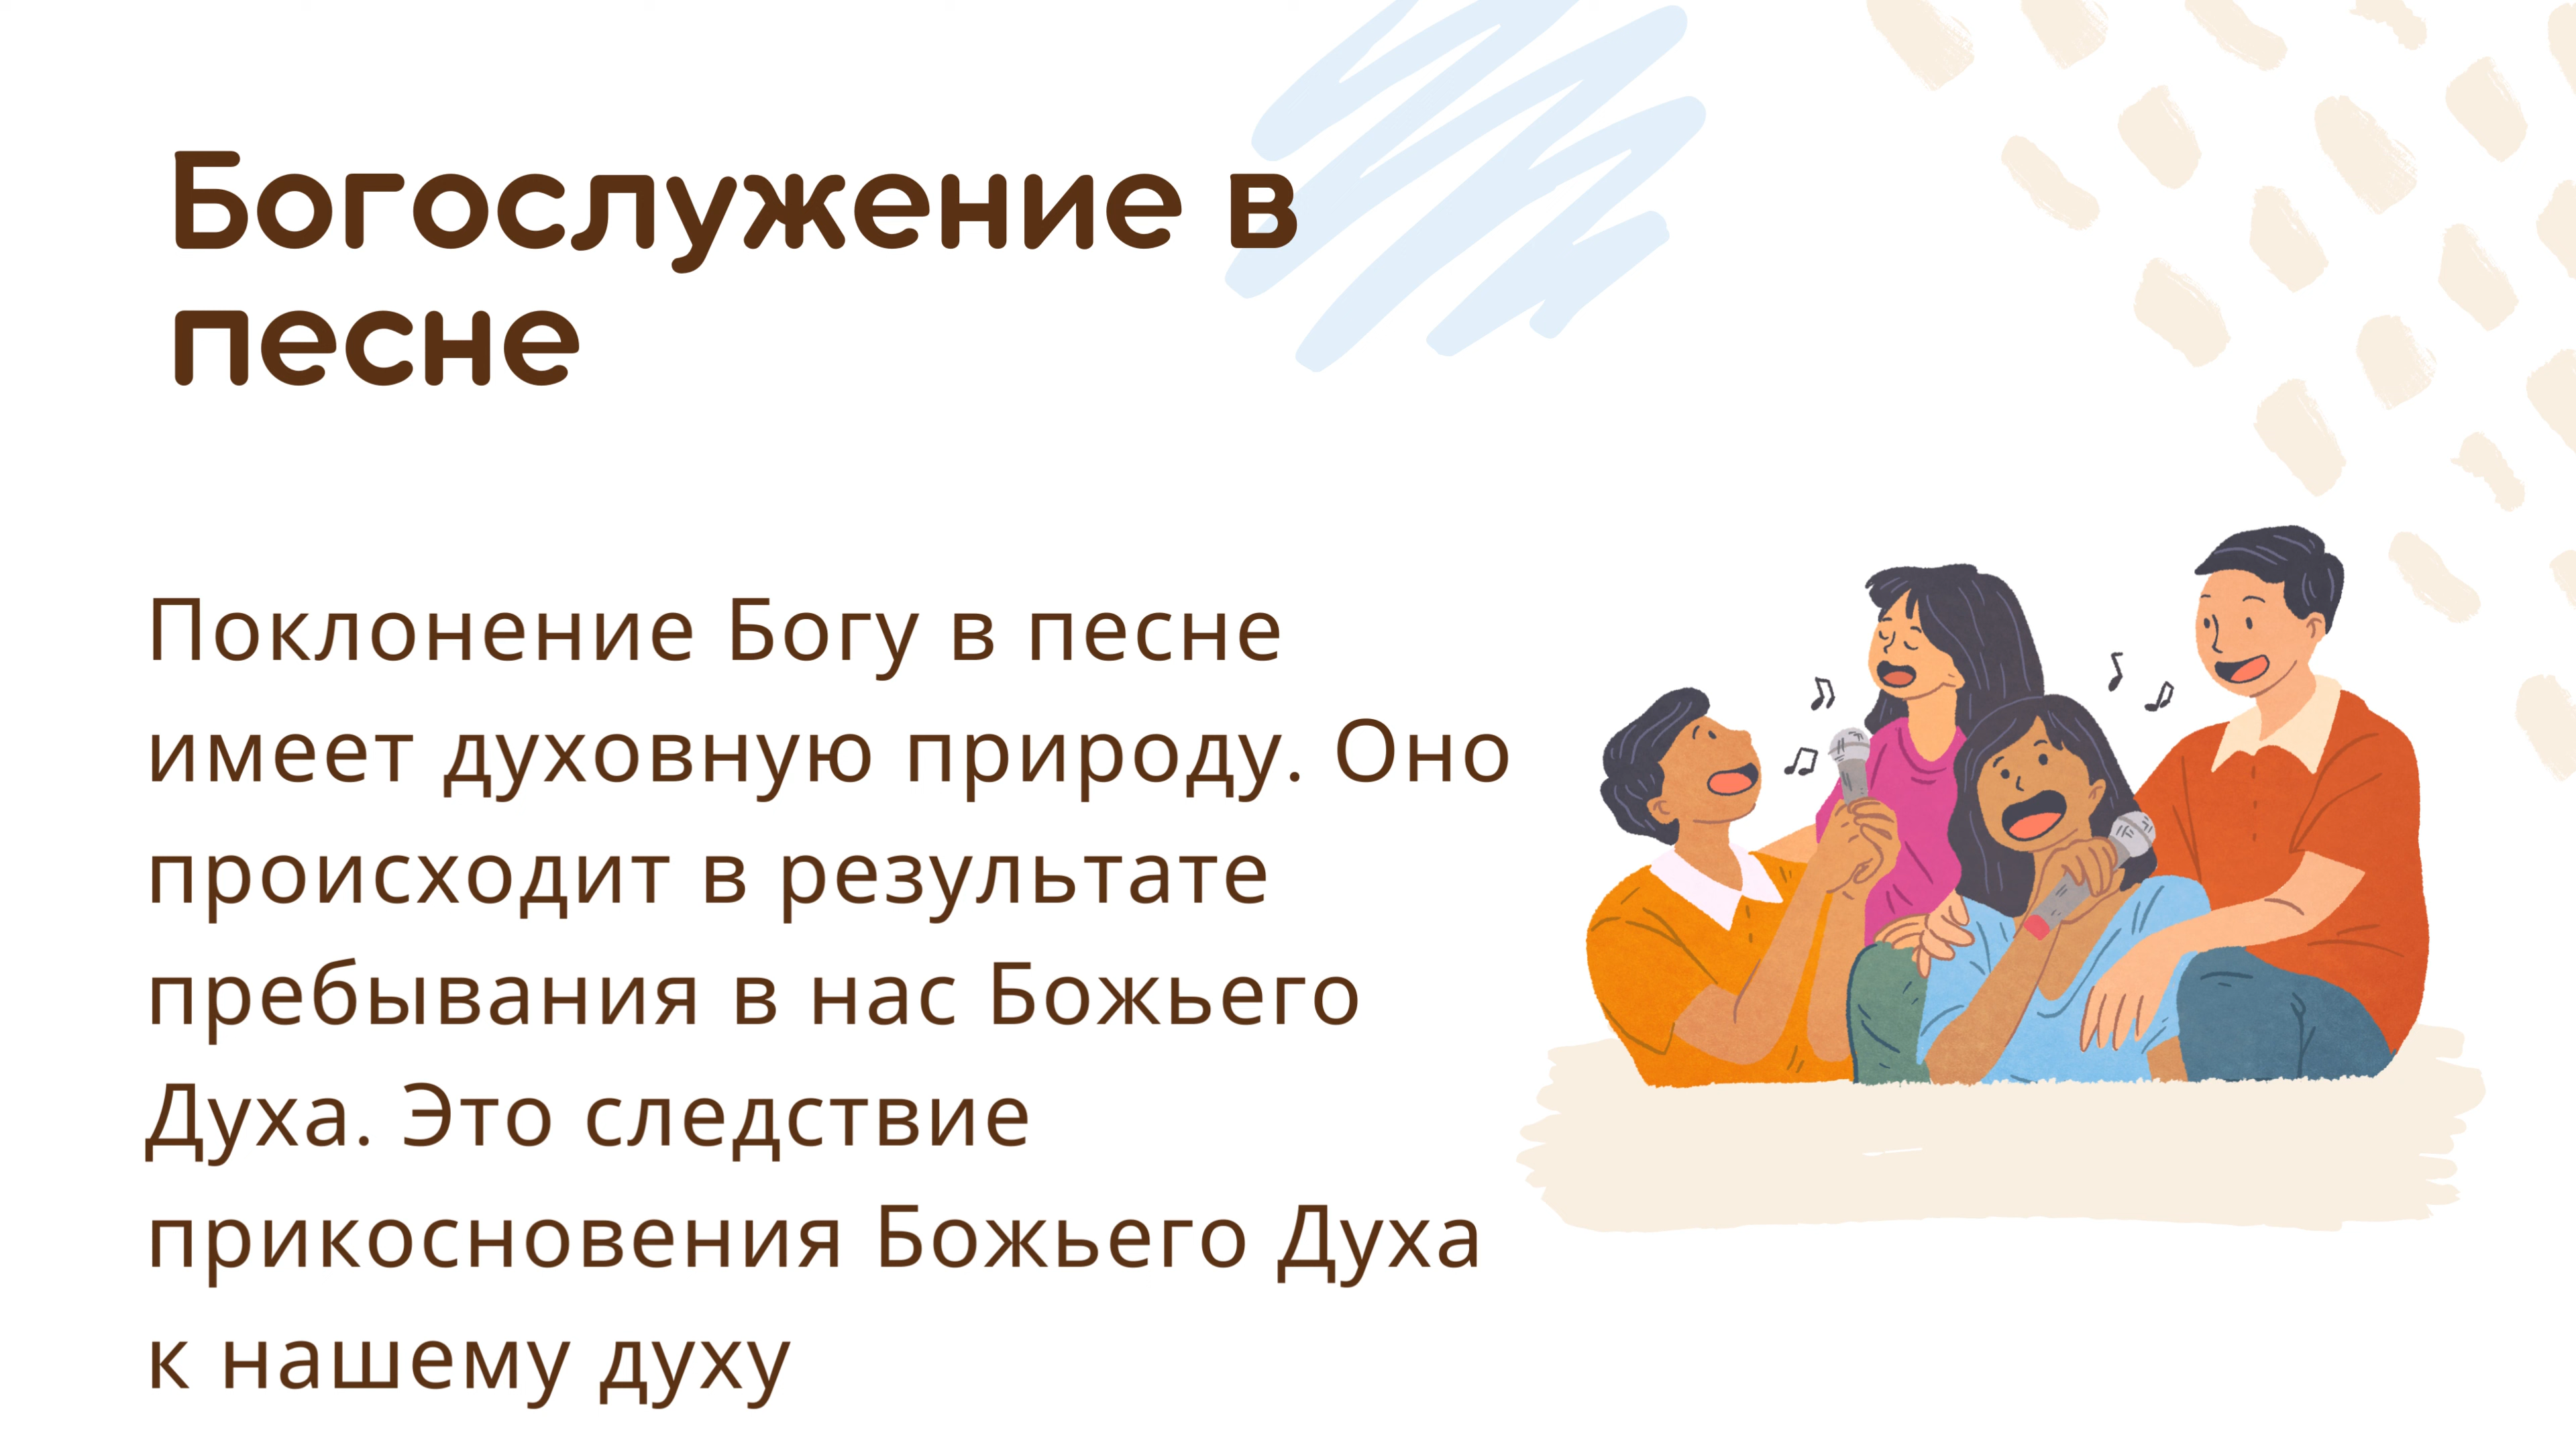 Богослужение в
песне
Поклонение Богу в песне
имеет духовную природу. Оно
происходит в результате
пребывания в нас Божьего
Духа. Это следствие
прикосновения Божьего Духа
к нашему духу